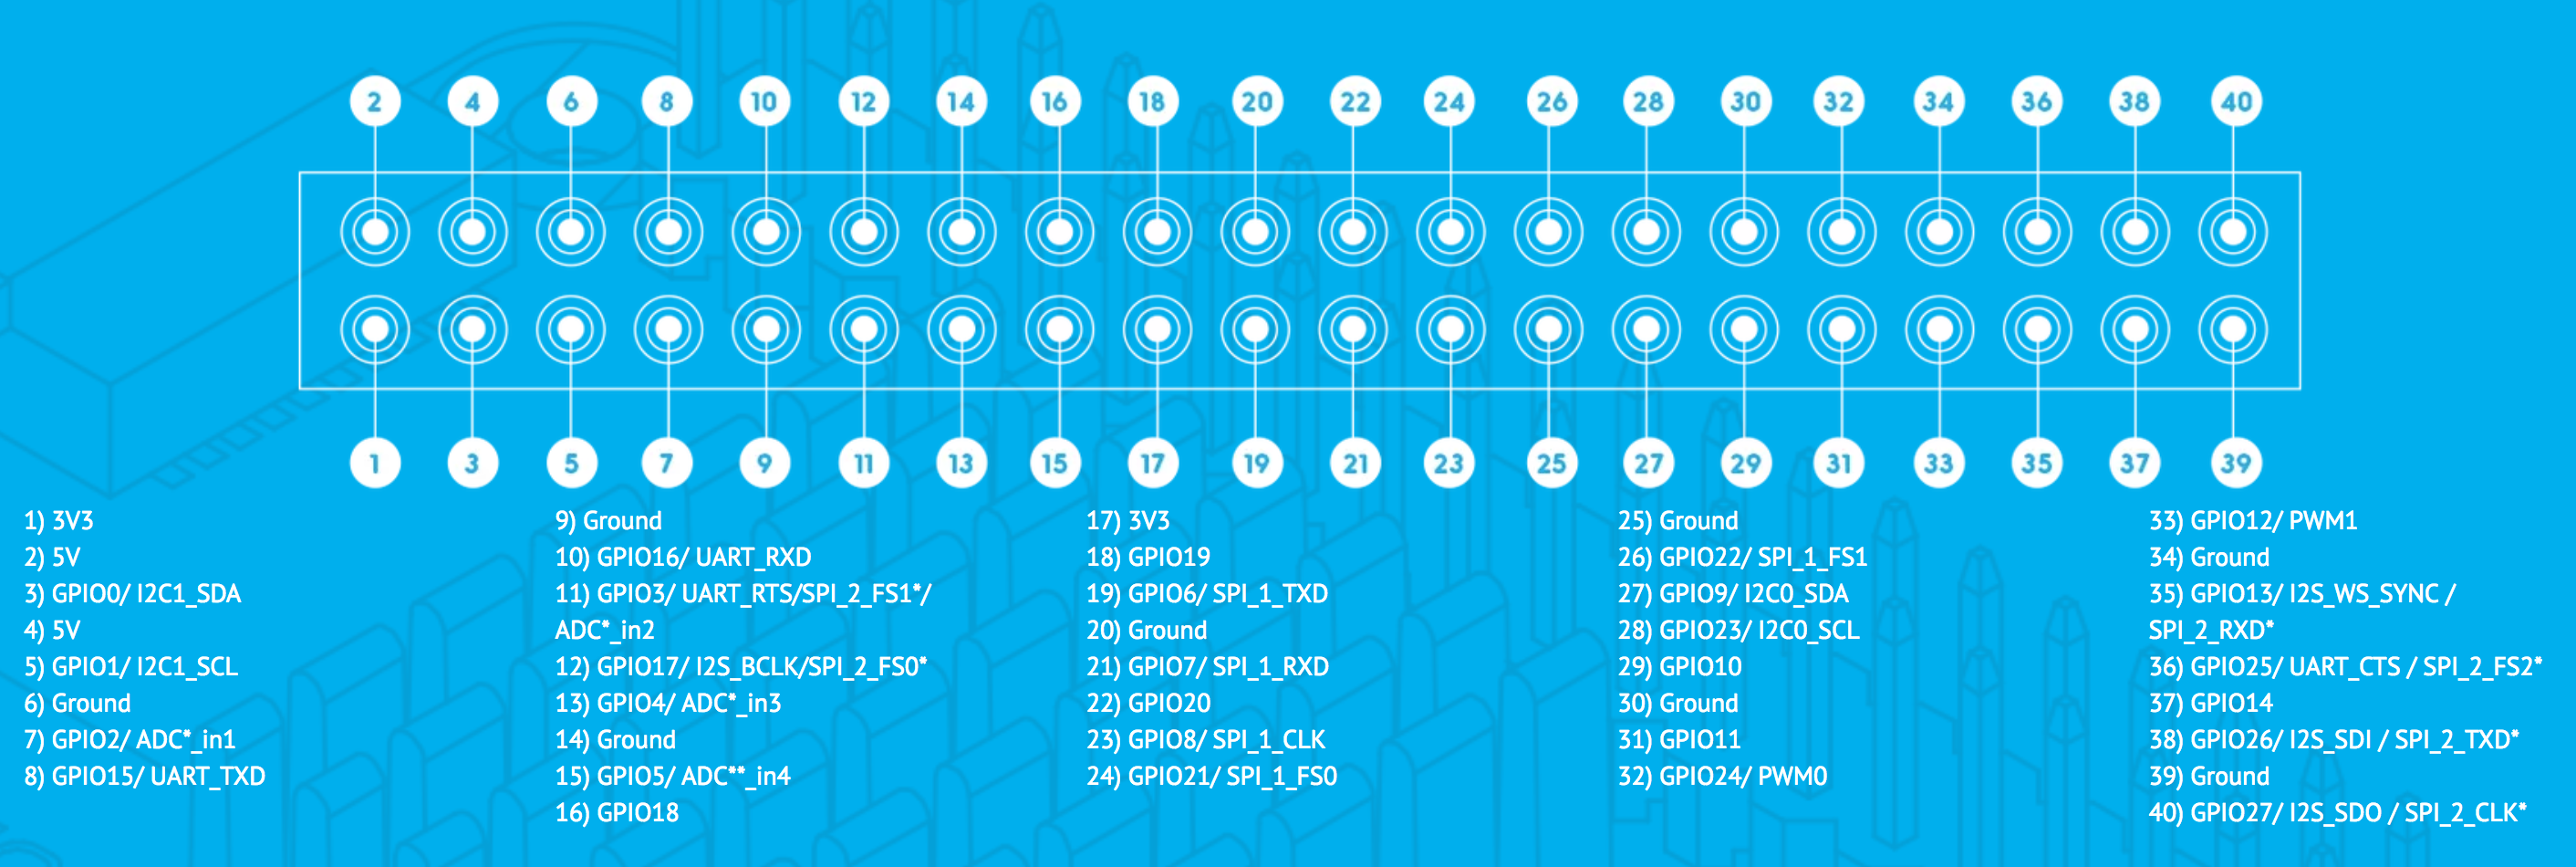 2 4 6 8 10 12 14 16 18 20 22 24 26 28 30 32 34 36 38 40
1 3 5 7 9 11 13 15 17 19 21 23 25 27 29 31 33 35 37 39
1) 3V3
2) 5V
3) GPIO0/ I2C1_SDA
4) 5V
5) GPIO1/ I2C1_SCL
6) Ground
7) GPIO2/ ADC*_in1
8) GPIO15/ UART_TXD
9) Ground
10) GPIO16/ UART_RXD
11) GPIO3/ UART_RTS/SPI_2_FS1*/
ADC*_in2
12) GPIO17/ I2S_BCLK/SPI_2_FS0*
13) GPIO4/ ADC*_in3
14) Ground
15) GPIO5/ ADC**_in4
16) GPIO18
17) 3V3
18) GPIO19
19) GPIO6/ SPI_1_TXD
20) Ground
21) GPIO7/ SPI_1_RXD
22) GPIO20
23) GPIO8/ SPI_1_CLK
24) GPIO21/ SPI_1_FS0
25) Ground
26) GPIO22/ SPI_1_FS1
27) GPIO9/ I2C0_SDA
28) GPIO23/ I2C0_SCL
29) GPIO10
30) Ground
31) GPIO11
32) GPIO24/ PWM0
33) GPIO12/ PWM1
34) Ground
35) GPIO13/ I2S_WS_SYNC /
SPI_2_RXD*
36) GPIO25/ UART_CTS / SPI_2_FS2*
37) GPIO14
38) GPIO26/ I2S_SDI / SPI_2_TXD*
39) Ground
40) GPIO27/ I2S_SDO / SPI_2_CLK*